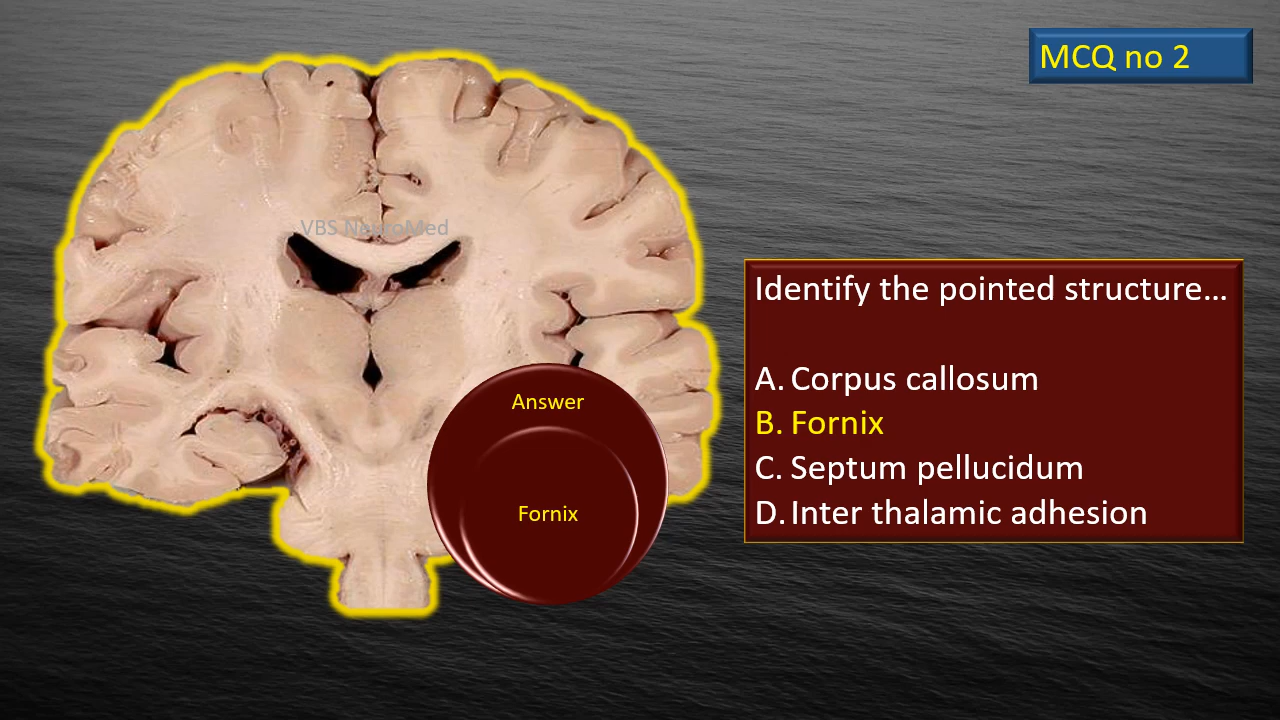 MCQ no 2
VBS NeuroMed
Identify the pointed structure...
A. Corpus callosum
B. Fornix
C. Septum pellucidum
D. Inter thalamic adhesion
Answer
Fornix